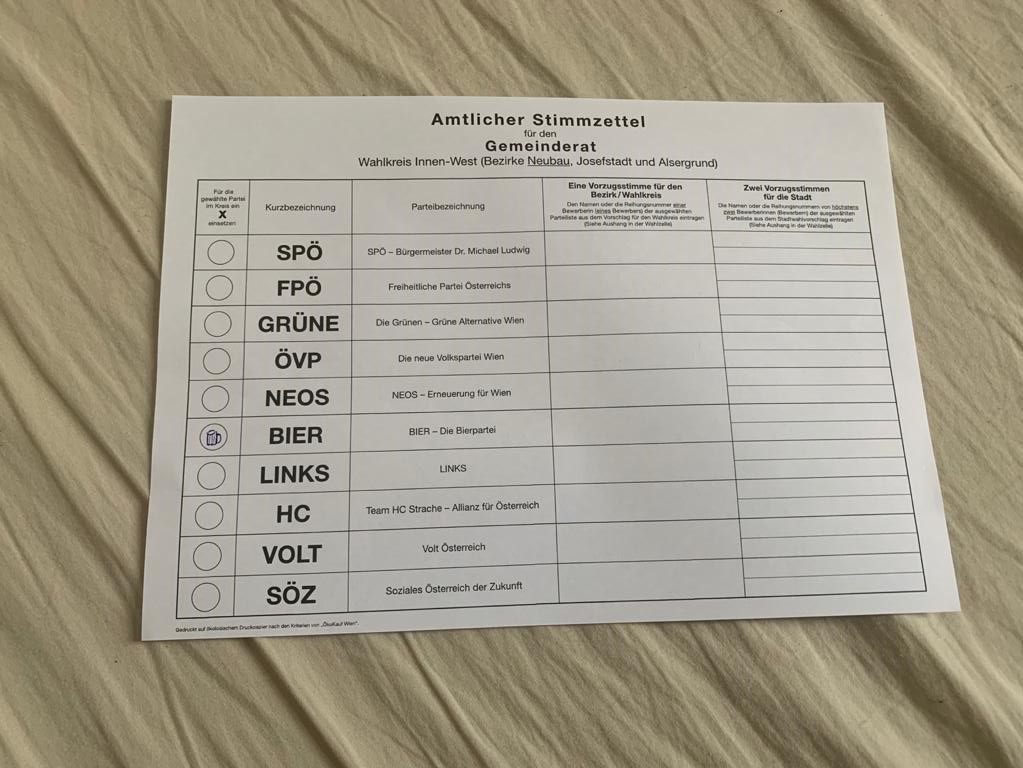 Amtlicher Stimmzettel
für den
Gemeinderat
Wahlkreis Innen-West (Bezirke Neubau, Josefstadt und Alsergrund)
Für die
gewählte Partei
im Kreis ein
X
einsetzen
Kurzbezeichnung
Parteibezeichnung
Eine Vorzugsstimme für den
Bezirk/Wahlkreis
Den Namen oder die Reihungsnummer einer
Bewerberin (eines Bewerbers) der ausgewählten
Parteiliste aus dem Vorschlag für den Wahlkreis eintragen
(Siehe Aushang in der Wahlzelle)
Zwei Vorzugsstimmen
für die Stadt
Die Namen oder die Reihungsnummern von höchstens
zwei Bewerberinnen (Bewerbern) der ausgewählten
Parteiliste aus dem Stadtwahlvorschlag eintragen
(Siehe Aushang in der Wahlzelle)
SPÖ
SPÖ – Bürgermeister Dr. Michael Ludwig
FPÖ
Freiheitliche Partei Österreichs
GRÜNE
Die Grünen – Grüne Alternative Wien
ÖVP
Die neue Volkspartei Wien
NEOS
NEOS – Erneuerung für Wien
BIER
BIER – Die Bierpartei
LINKS
LINKS
HC
Team HC Strache – Allianz für Österreich
VOLT
Volt Österreich
SÖZ
Soziales Österreich der Zukunft
Gedruckt auf ökologischem Druckpapier nach den Kriterien von „ÖkoKauf Wien“.